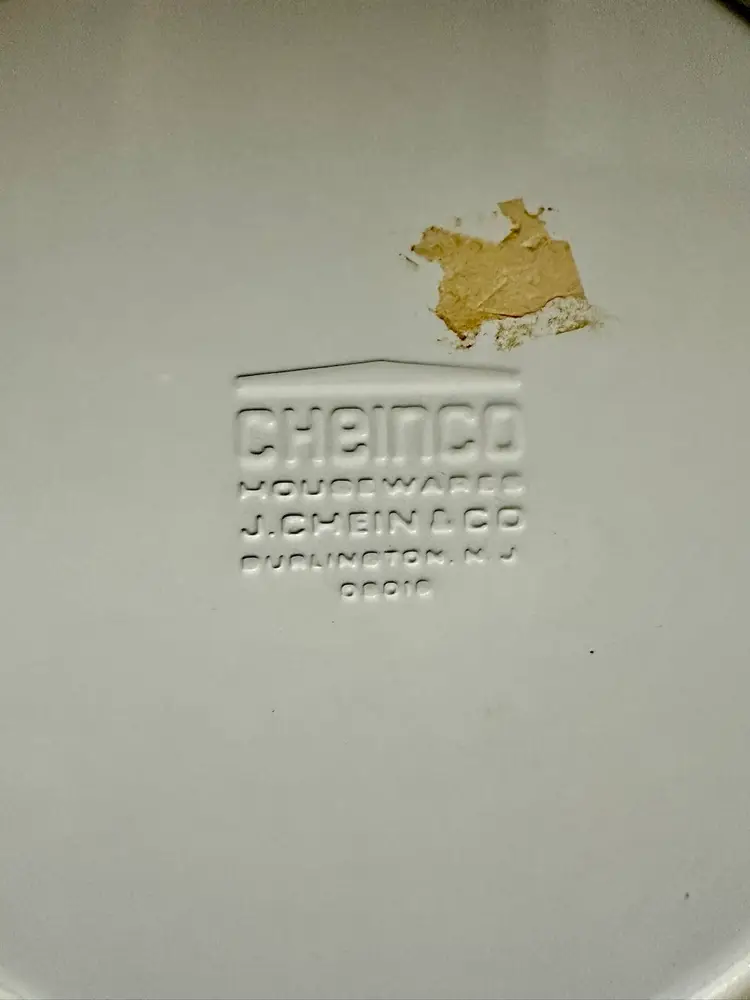 CHEINCO
HOUSEWARES
J. CHEIN & CO
BURLINGTON, N J
08016